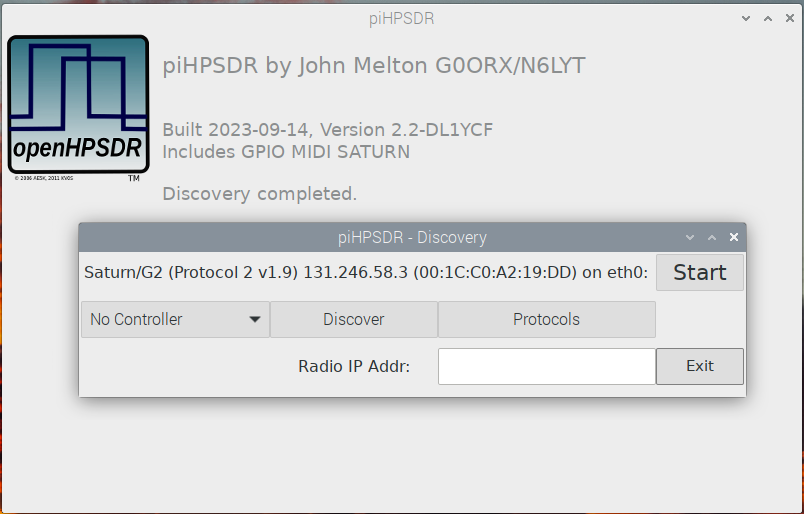 piHPSDR
piHPSDR by John Melton G0ORX/N6LYT
Built 2023-09-14, Version 2.2-DL1YCF
Includes GPIO MIDI SATURN
openHPSDR
© 2006 AE5K, 2011 KV0S TM
Discovery completed.
piHPSDR - Discovery
Saturn/G2 (Protocol 2 v1.9) 131.246.58.3 (00:1C:C0:A2:19:DD) on eth0: Start
No Controller Discover Protocols
Radio IP Addr: Exit